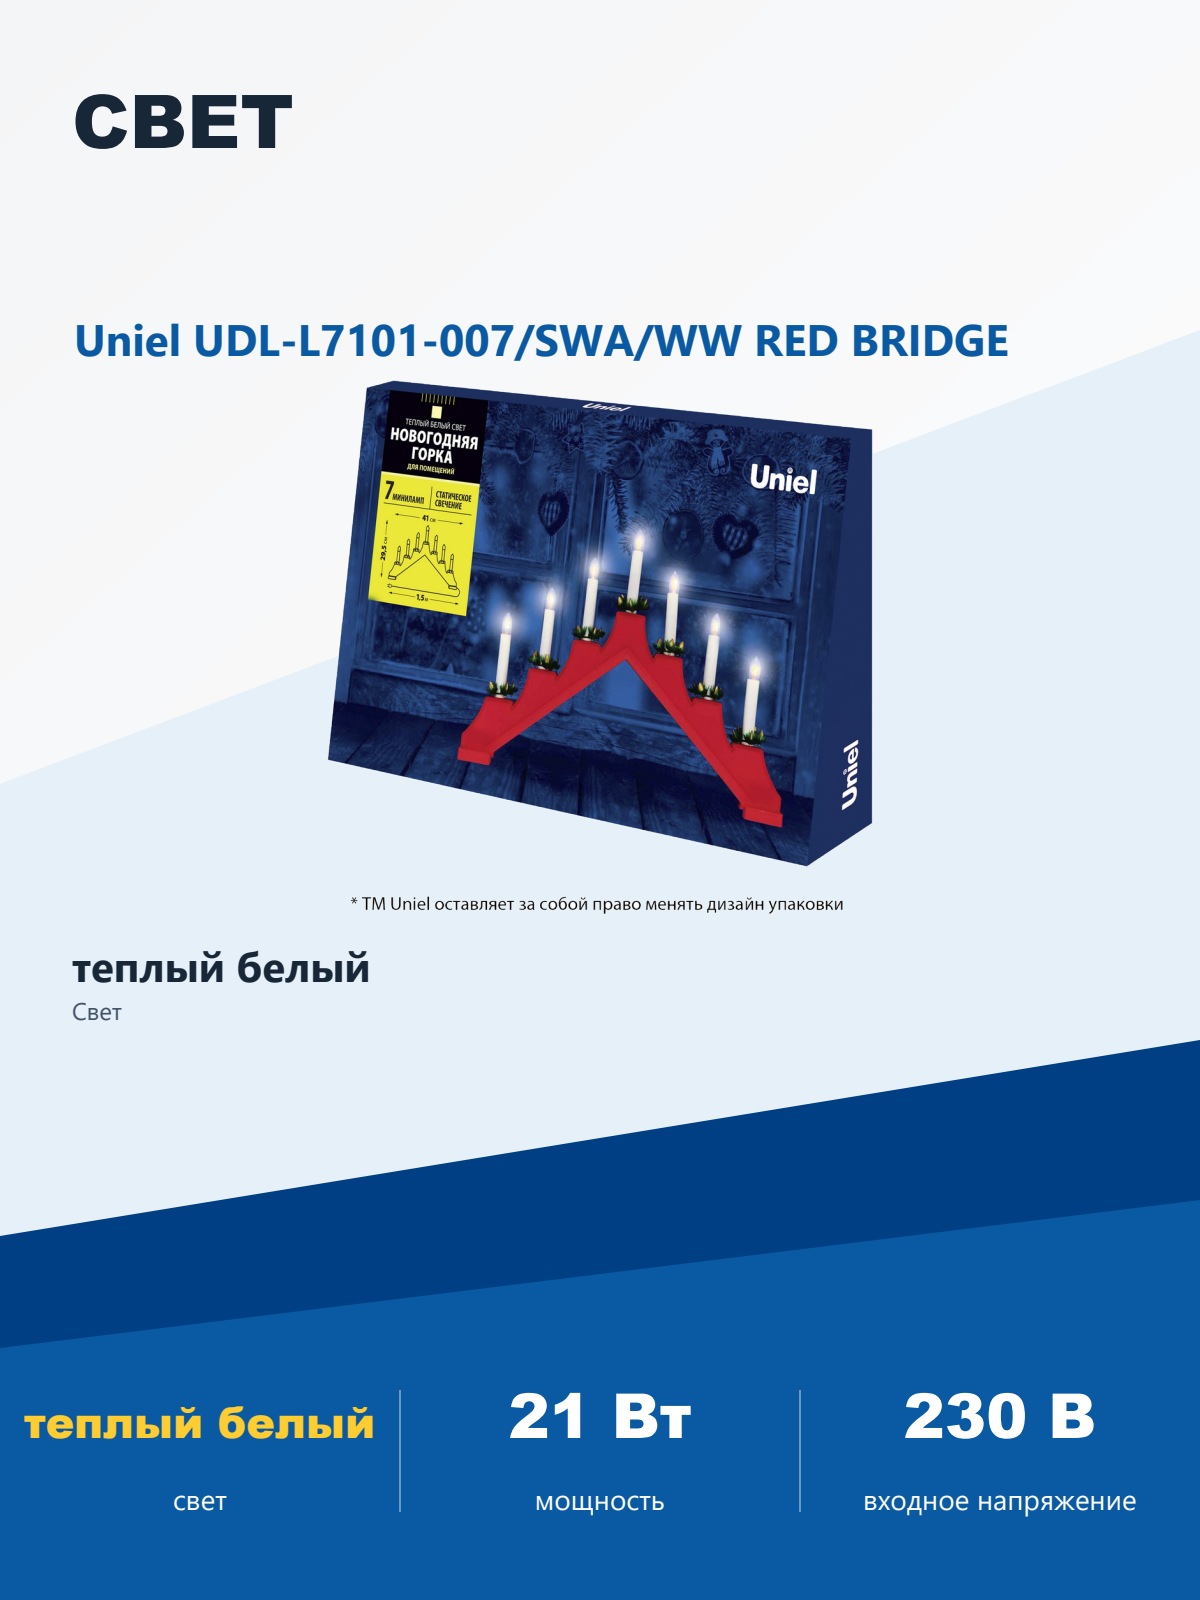 СВЕТ
Uniel UDL-L7101-007/SWA/WW RED BRIDGE
Uniel
ТЕПЛЫЙ БЕЛЫЙ СВЕТ
НОВОГОДНЯЯ
ГОРКА
ДЛЯ ПОМЕЩЕНИЙ
Uniel
7 МИНИЛАМП
СТАТИЧЕСКОЕ
СВЕЧЕНИЕ
41 см
29,5 см
1,5 м
Uniel
* ТМ Uniel оставляет за собой право менять дизайн упаковки
теплый белый
Свет
теплый белый
свет
21 Вт
мощность
230 В
входное напряжение